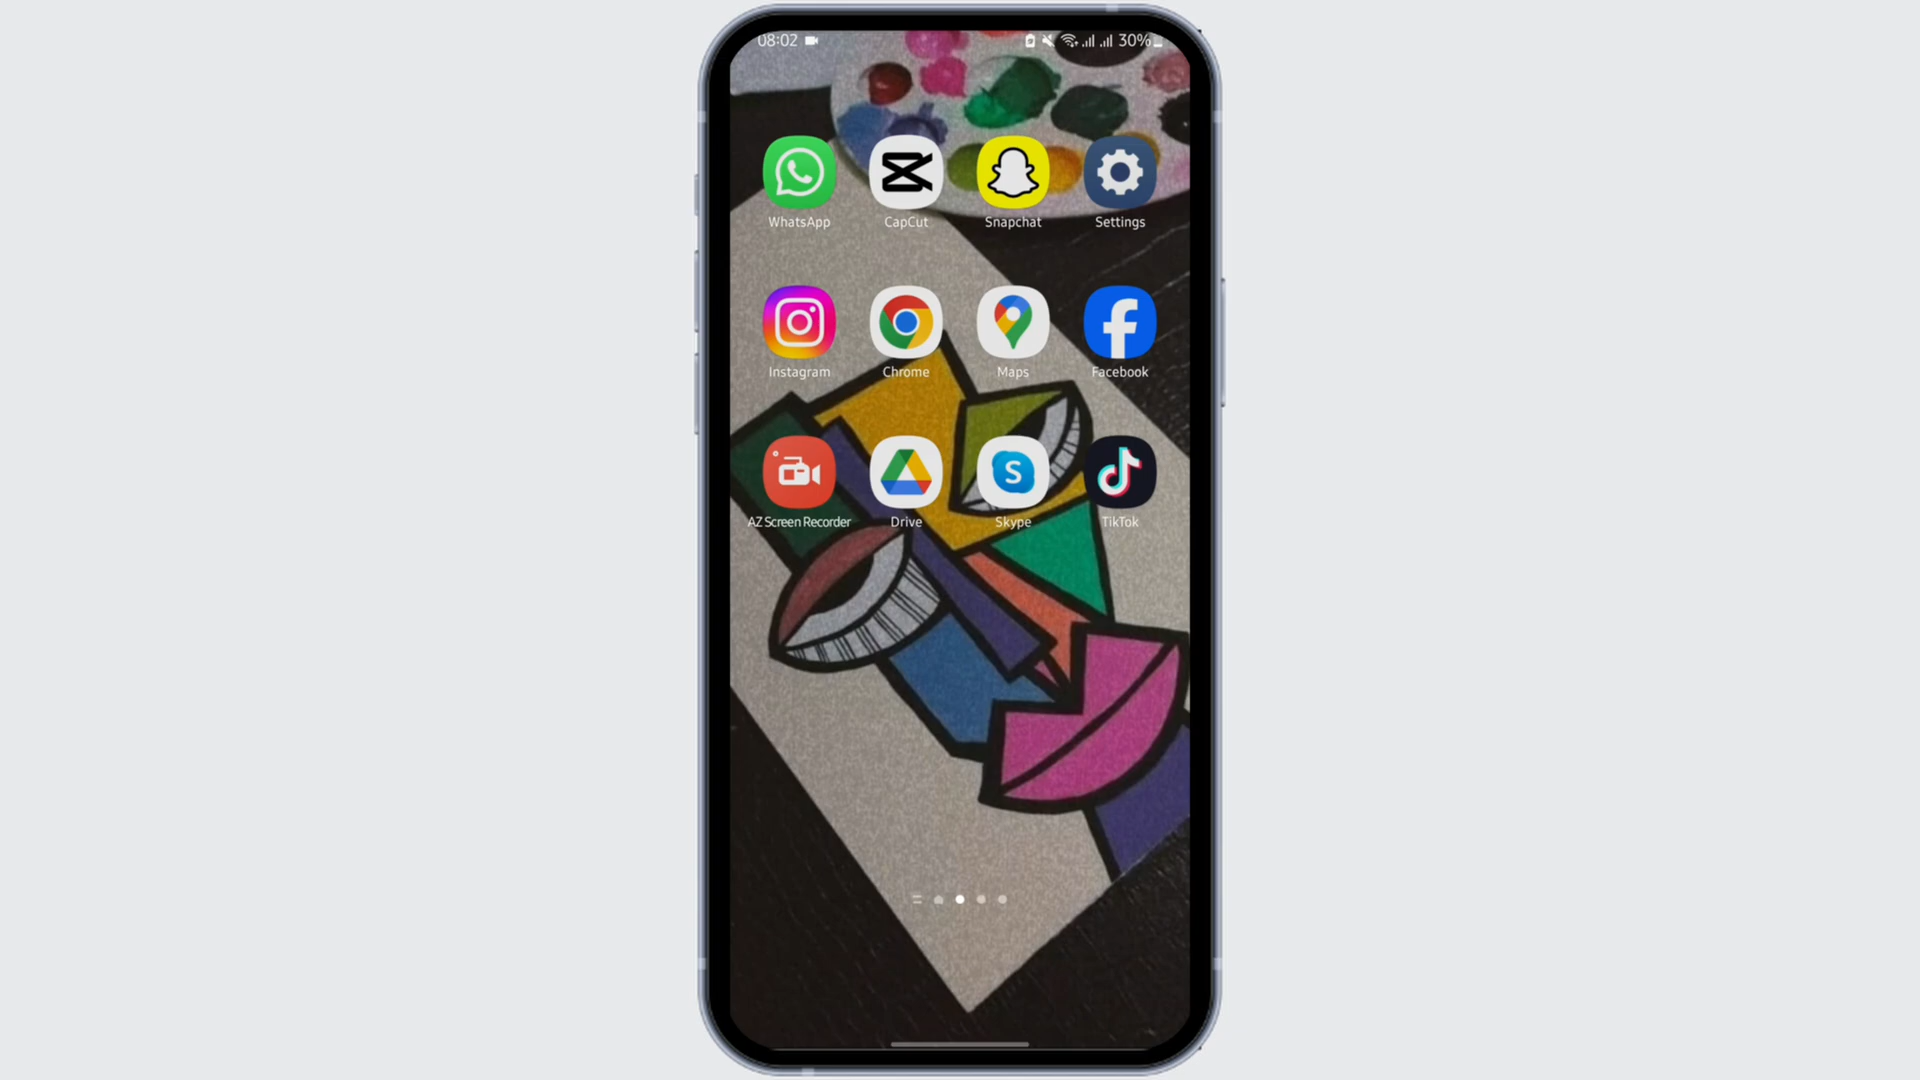 08:02 30%
WhatsApp CapCut Snapchat Settings
Instagram Chrome Maps Facebook
AZ Screen Recorder Drive Skype TikTok